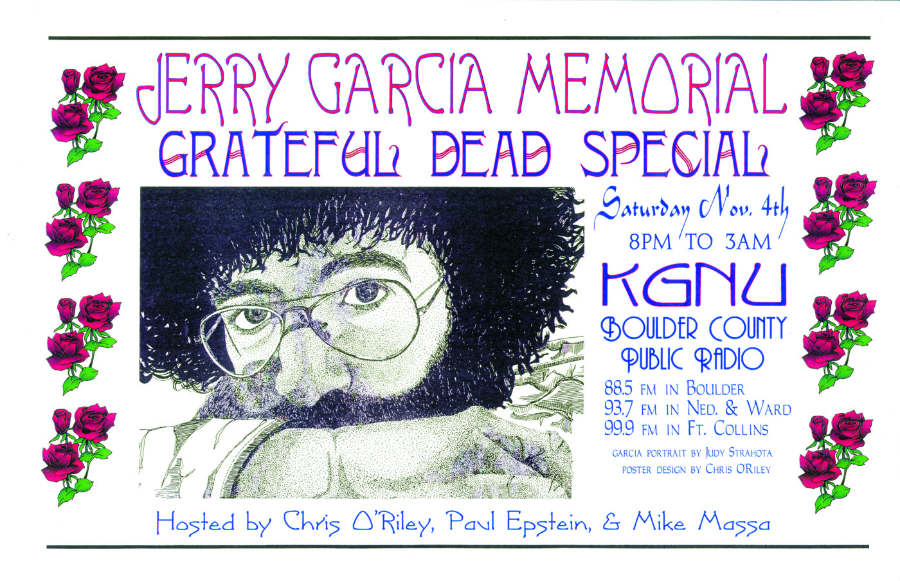 JERRY GARCIA MEMORIAL
GRATEFUL DEAD SPECIAL
Saturday Nov. 4th
8PM TO 3AM
KGNU
BOULDER COUNTY
PUBLIC RADIO
88.5 FM IN BOULDER
93.7 FM IN NED. & WARD
99.9 FM IN FT. COLLINS
GARCIA PORTRAIT BY JUDY STRAHOTA
POSTER DESIGN BY CHRIS ORILEY
Hosted by Chris O'Riley, Paul Epstein, & Mike Massa